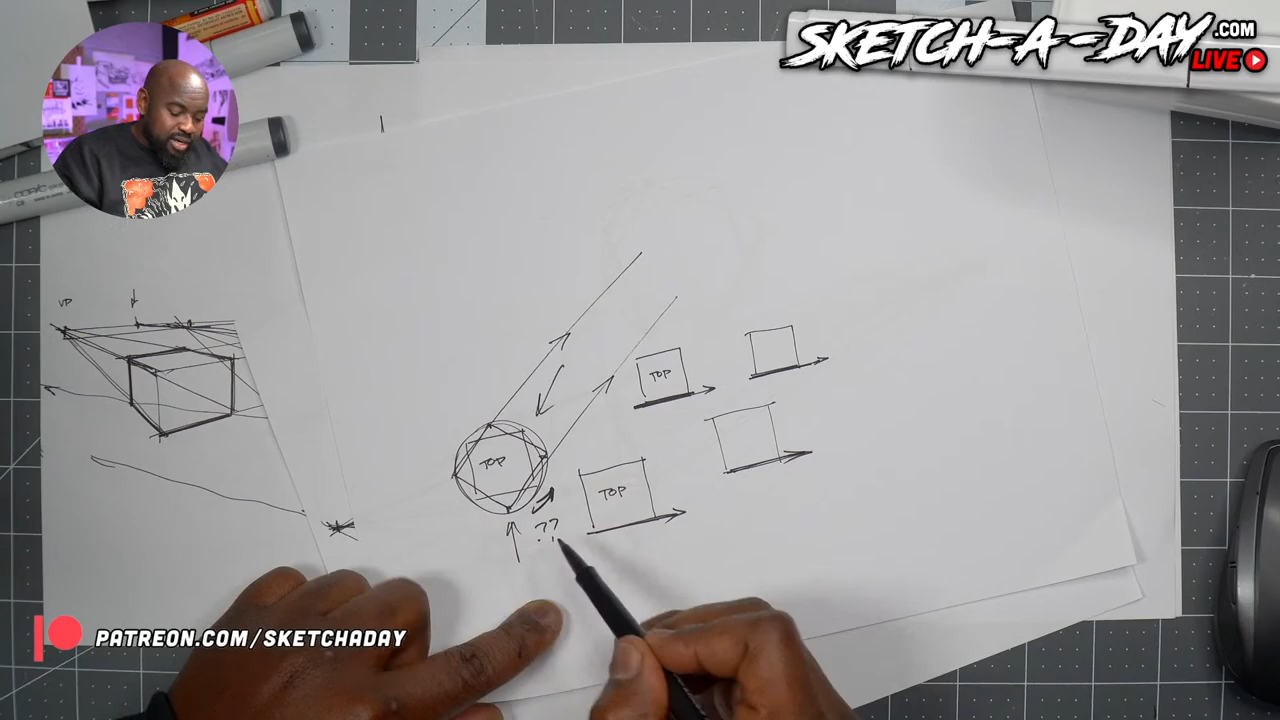 SKETCH-A-DAY.COM
LIVE
VP
TOP
TOP
TOP
??
COPIC
PATREON.COM/SKETCHADAY